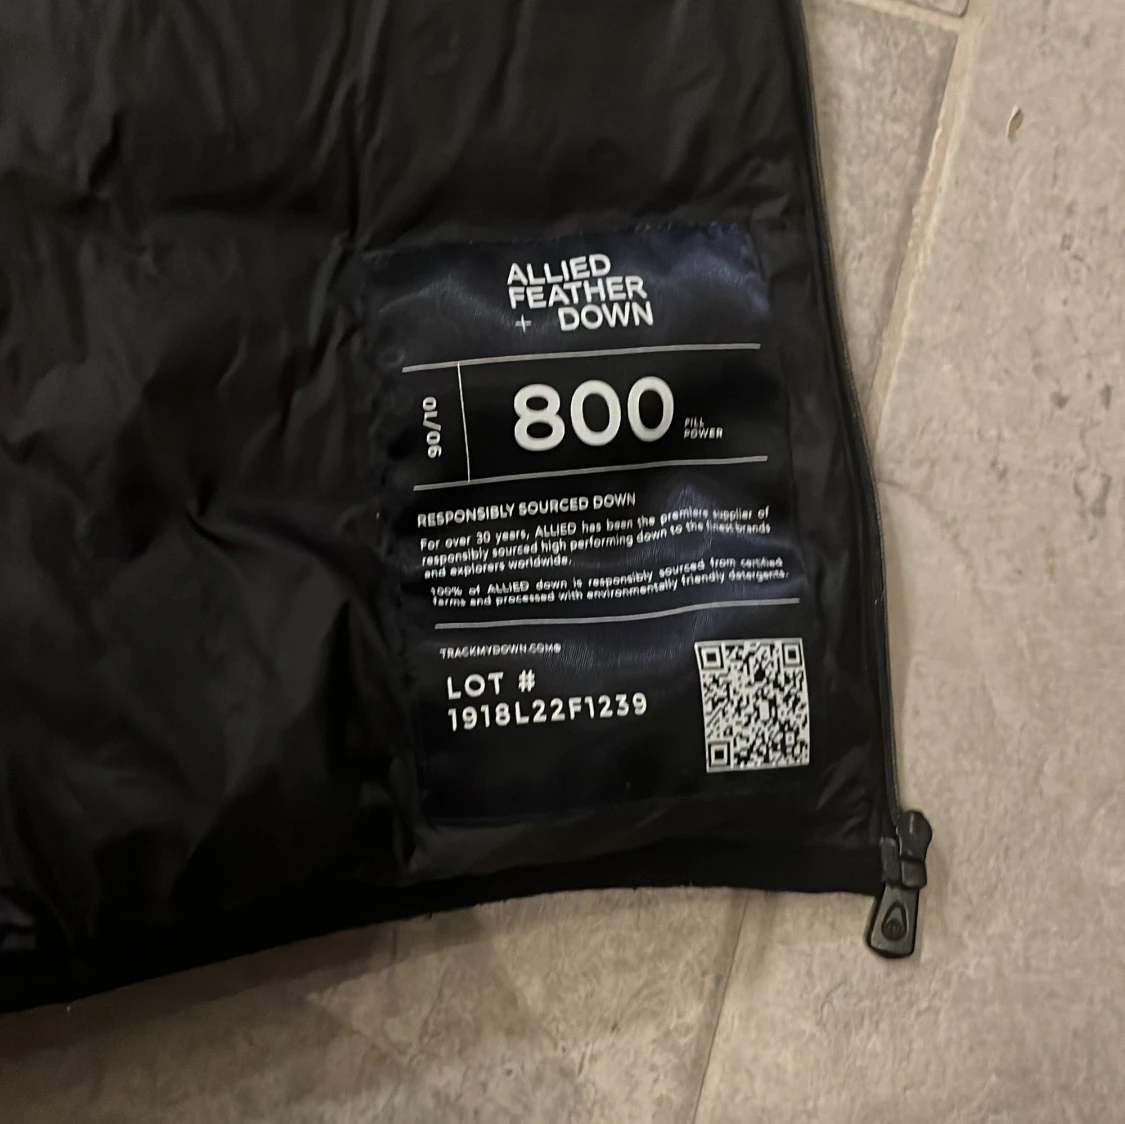 ALLIED
FEATHER
+ DOWN
90/10
800
FILL
POWER
RESPONSIBLY SOURCED DOWN
For over 30 years, ALLIED has been the premiere supplier of
responsibly sourced high performing down to the finest brands
and explorers worldwide.
100% of ALLIED down is responsibly sourced from certified
farms and processed with environmentally friendly detergents.
TRACKMYDOWN.COM®
LOT #
1918L22F1239